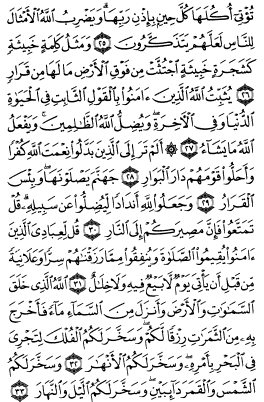 تُؤْتِىٓ أُكُلَهَا كُلَّ حِينٍۭ بِإِذْنِ رَبِّهَا ۗ وَيَضْرِبُ ٱللَّهُ ٱلْأَمْثَالَ
لِلنَّاسِ لَعَلَّهُمْ يَتَذَكَّرُونَ ٢٥ وَمَثَلُ كَلِمَةٍ خَبِيثَةٍ
كَشَجَرَةٍ خَبِيثَةٍ ٱجْتُثَّتْ مِن فَوْقِ ٱلْأَرْضِ مَا لَهَا مِن قَرَارٍ
٢٦ يُثَبِّتُ ٱللَّهُ ٱلَّذِينَ ءَامَنُوا۟ بِٱلْقَوْلِ ٱلثَّابِتِ فِى ٱلْحَيَوٰةِ
ٱلدُّنْيَا وَفِى ٱلْـَٔاخِرَةِ ۖ وَيُضِلُّ ٱللَّهُ ٱلظَّـٰلِمِينَ ۚ وَيَفْعَلُ
ٱللَّهُ مَا يَشَآءُ ٢٧ ۞ أَلَمْ تَرَ إِلَى ٱلَّذِينَ بَدَّلُوا۟ نِعْمَتَ ٱللَّهِ كُفْرًا
وَأَحَلُّوا۟ قَوْمَهُمْ دَارَ ٱلْبَوَارِ ٢٨ جَهَنَّمَ يَصْلَوْنَهَا ۖ وَبِئْسَ
ٱلْقَرَارُ ٢٩ وَجَعَلُوا۟ لِلَّهِ أَندَادًا لِّيُضِلُّوا۟ عَن سَبِيلِهِۦ ۗ قُلْ
تَمَتَّعُوا۟ فَإِنَّ مَصِيرَكُمْ إِلَى ٱلنَّارِ ٣٠ قُل لِّعِبَادِىَ ٱلَّذِينَ
ءَامَنُوا۟ يُقِيمُوا۟ ٱلصَّلَوٰةَ وَيُنفِقُوا۟ مِمَّا رَزَقْنَـٰهُمْ سِرًّا وَعَلَانِيَةً
مِّن قَبْلِ أَن يَأْتِىَ يَوْمٌ لَّا بَيْعٌ فِيهِ وَلَا خِلَـٰلٌ ٣١ ٱللَّهُ ٱلَّذِى خَلَقَ
ٱلسَّمَـٰوَٰتِ وَٱلْأَرْضَ وَأَنزَلَ مِنَ ٱلسَّمَآءِ مَآءً فَأَخْرَجَ
بِهِۦ مِنَ ٱلثَّمَرَٰتِ رِزْقًا لَّكُمْ ۖ وَسَخَّرَ لَكُمُ ٱلْفُلْكَ لِتَجْرِىَ
فِى ٱلْبَحْرِ بِأَمْرِهِۦ ۖ وَسَخَّرَ لَكُمُ ٱلْأَنْهَـٰرَ ٣٢ وَسَخَّرَ لَكُمُ
ٱلشَّمْسَ وَٱلْقَمَرَ دَآئِبَيْنِ ۖ وَسَخَّرَ لَكُمُ ٱلَّيْلَ وَٱلنَّهَارَ ٣٣